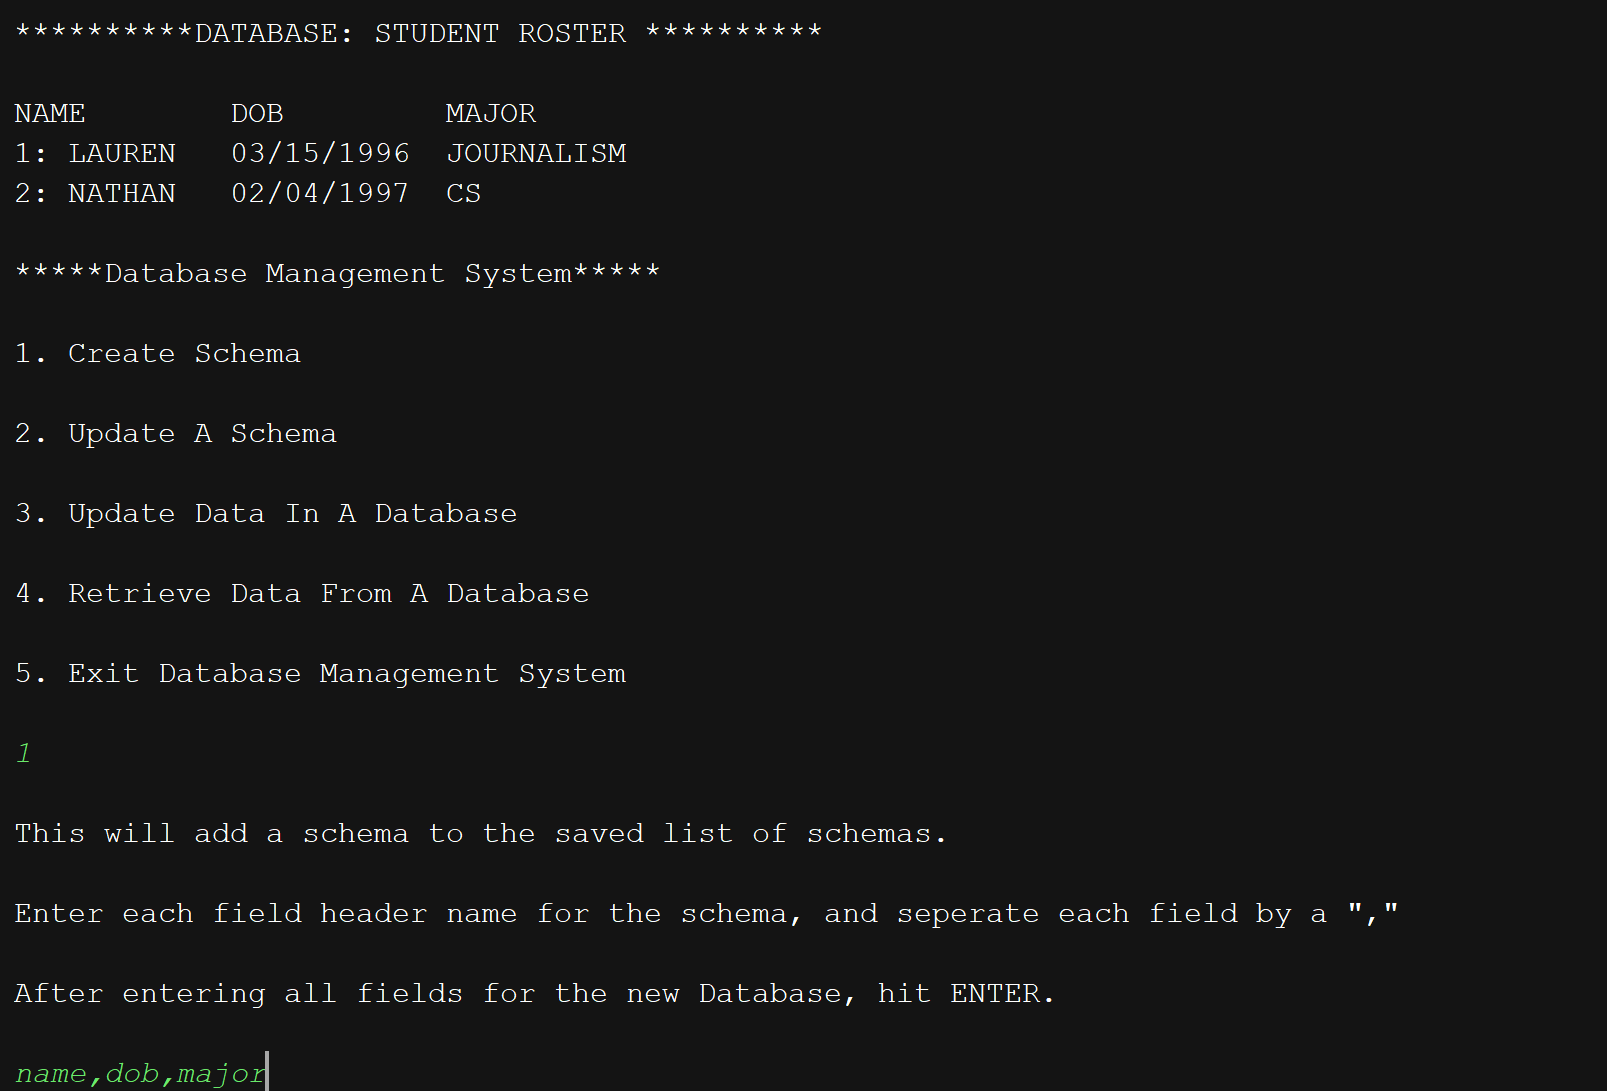 **********DATABASE: STUDENT ROSTER **********
NAME DOB MAJOR
1: LAUREN 03/15/1996 JOURNALISM
2: NATHAN 02/04/1997 CS
*****Database Management System*****
1. Create Schema
2. Update A Schema
3. Update Data In A Database
4. Retrieve Data From A Database
5. Exit Database Management System
1
This will add a schema to the saved list of schemas.
Enter each field header name for the schema, and seperate each field by a ","
After entering all fields for the new Database, hit ENTER.
name,dob,major